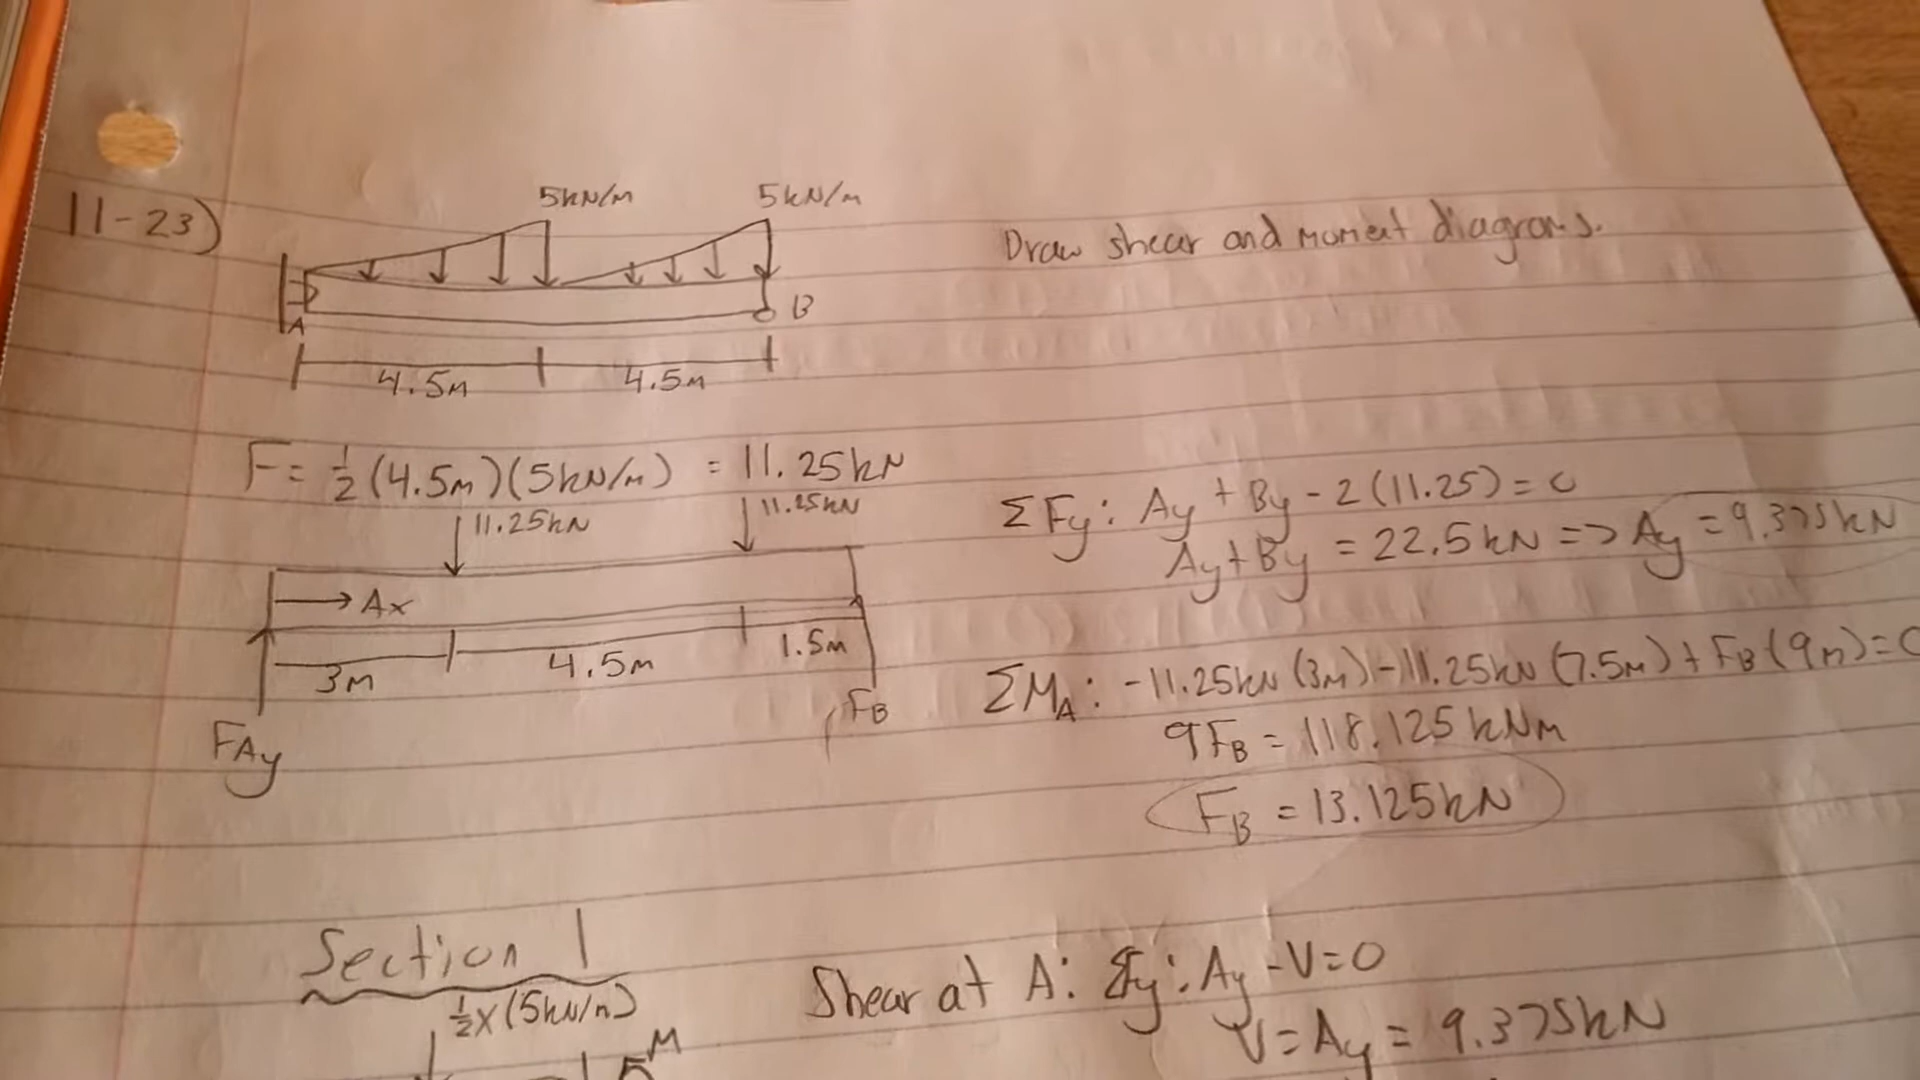 11-23)
5kN/m 5kN/m
Draw shear and moment diagrams.
A B
4.5m 4.5m
F = ½ (4.5m)(5kN/m) = 11.25kN
11.25kN 11.25kN
Ax
3m 4.5m 1.5m
FAy FB
ΣFy: Ay + By - 2(11.25) = 0
Ay + By = 22.5kN => Ay = 9.375kN
ΣMA: -11.25kN (3m) - 11.25kN (7.5m) + FB (9m) = 0
9FB = 118.125 kNm
FB = 13.125kN
Section 1
½x(5kN/m)
M
Shear at A: ΣFy: Ay - V = 0
V = Ay = 9.375kN